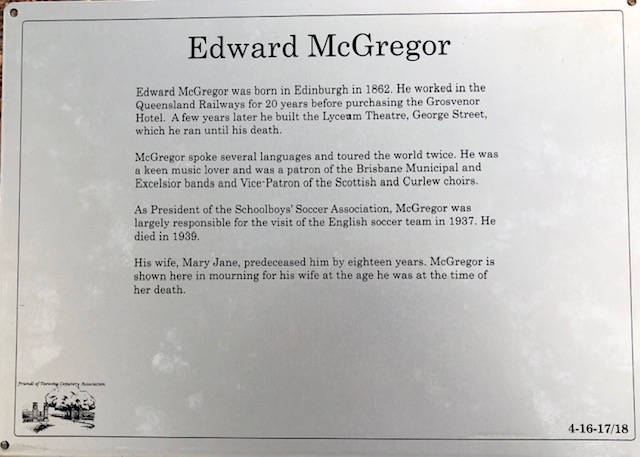 Edward McGregor
Edward McGregor was born in Edinburgh in 1862. He worked in the
Queensland Railways for 20 years before purchasing the Grosvenor
Hotel. A few years later he built the Lyceum Theatre, George Street,
which he ran until his death.
McGregor spoke several languages and toured the world twice. He was
a keen music lover and was a patron of the Brisbane Municipal and
Excelsior bands and Vice-Patron of the Scottish and Curlew choirs.
As President of the Schoolboys' Soccer Association, McGregor was
largely responsible for the visit of the English soccer team in 1937. He
died in 1939.
His wife, Mary Jane, predeceased him by eighteen years. McGregor is
shown here in mourning for his wife at the age he was at the time of
her death.
Friends of Toowong Cemetery Association
4-16-17/18